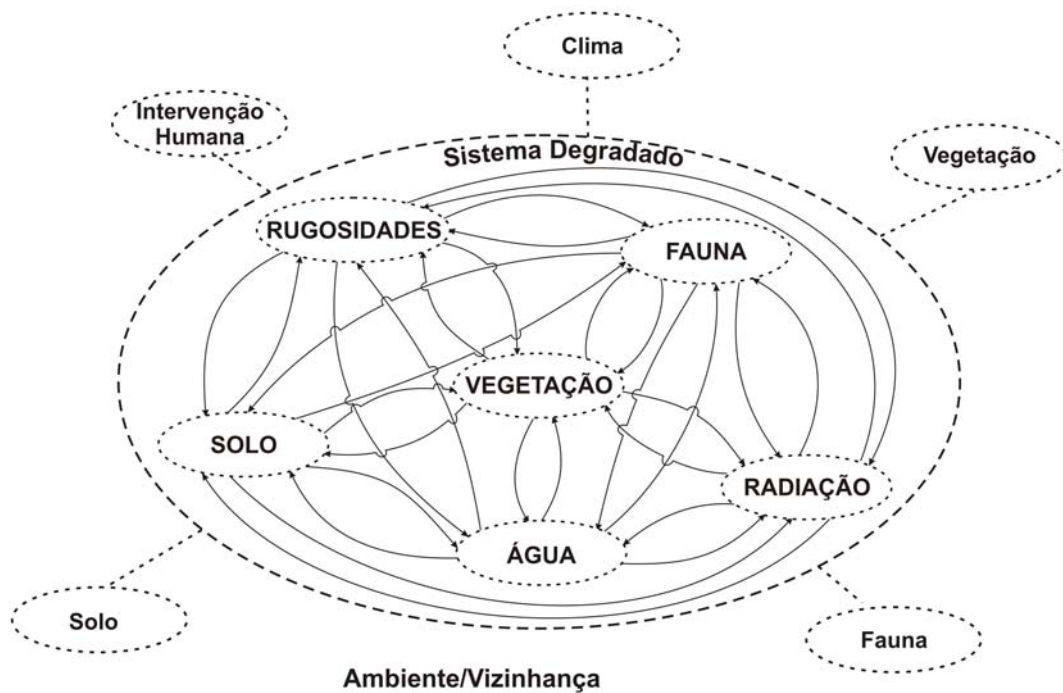 Clima
Intervenção
Humana
Vegetação
Sistema Degradado
RUGOSIDADES
FAUNA
VEGETAÇÃO
SOLO
RADIAÇÃO
ÁGUA
Solo
Fauna
Ambiente/Vizinhança